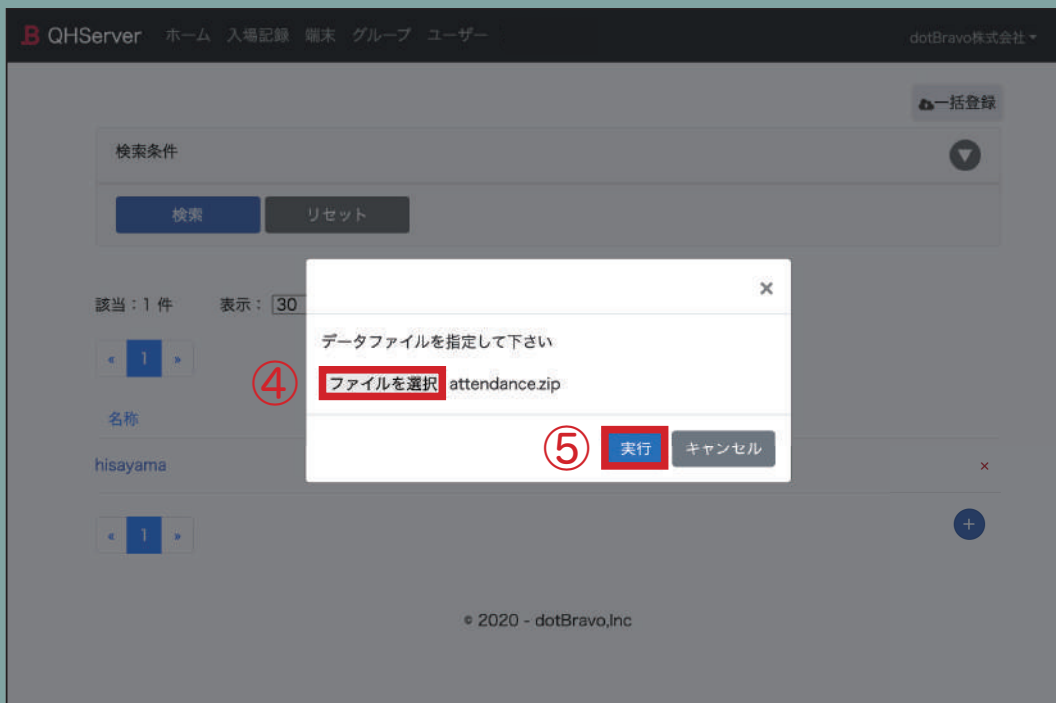 B QHServer ホーム 入場記録 端末 グループ ユーザー dotBravo株式会社
一括登録
検索条件
検索 リセット
×
該当：1 件 表示： 30
データファイルを指定して下さい
« 1 »
④ ファイルを選択 attendance.zip
名称
⑤ 実行 キャンセル
hisayama ×
« 1 » +
© 2020 - dotBravo,Inc